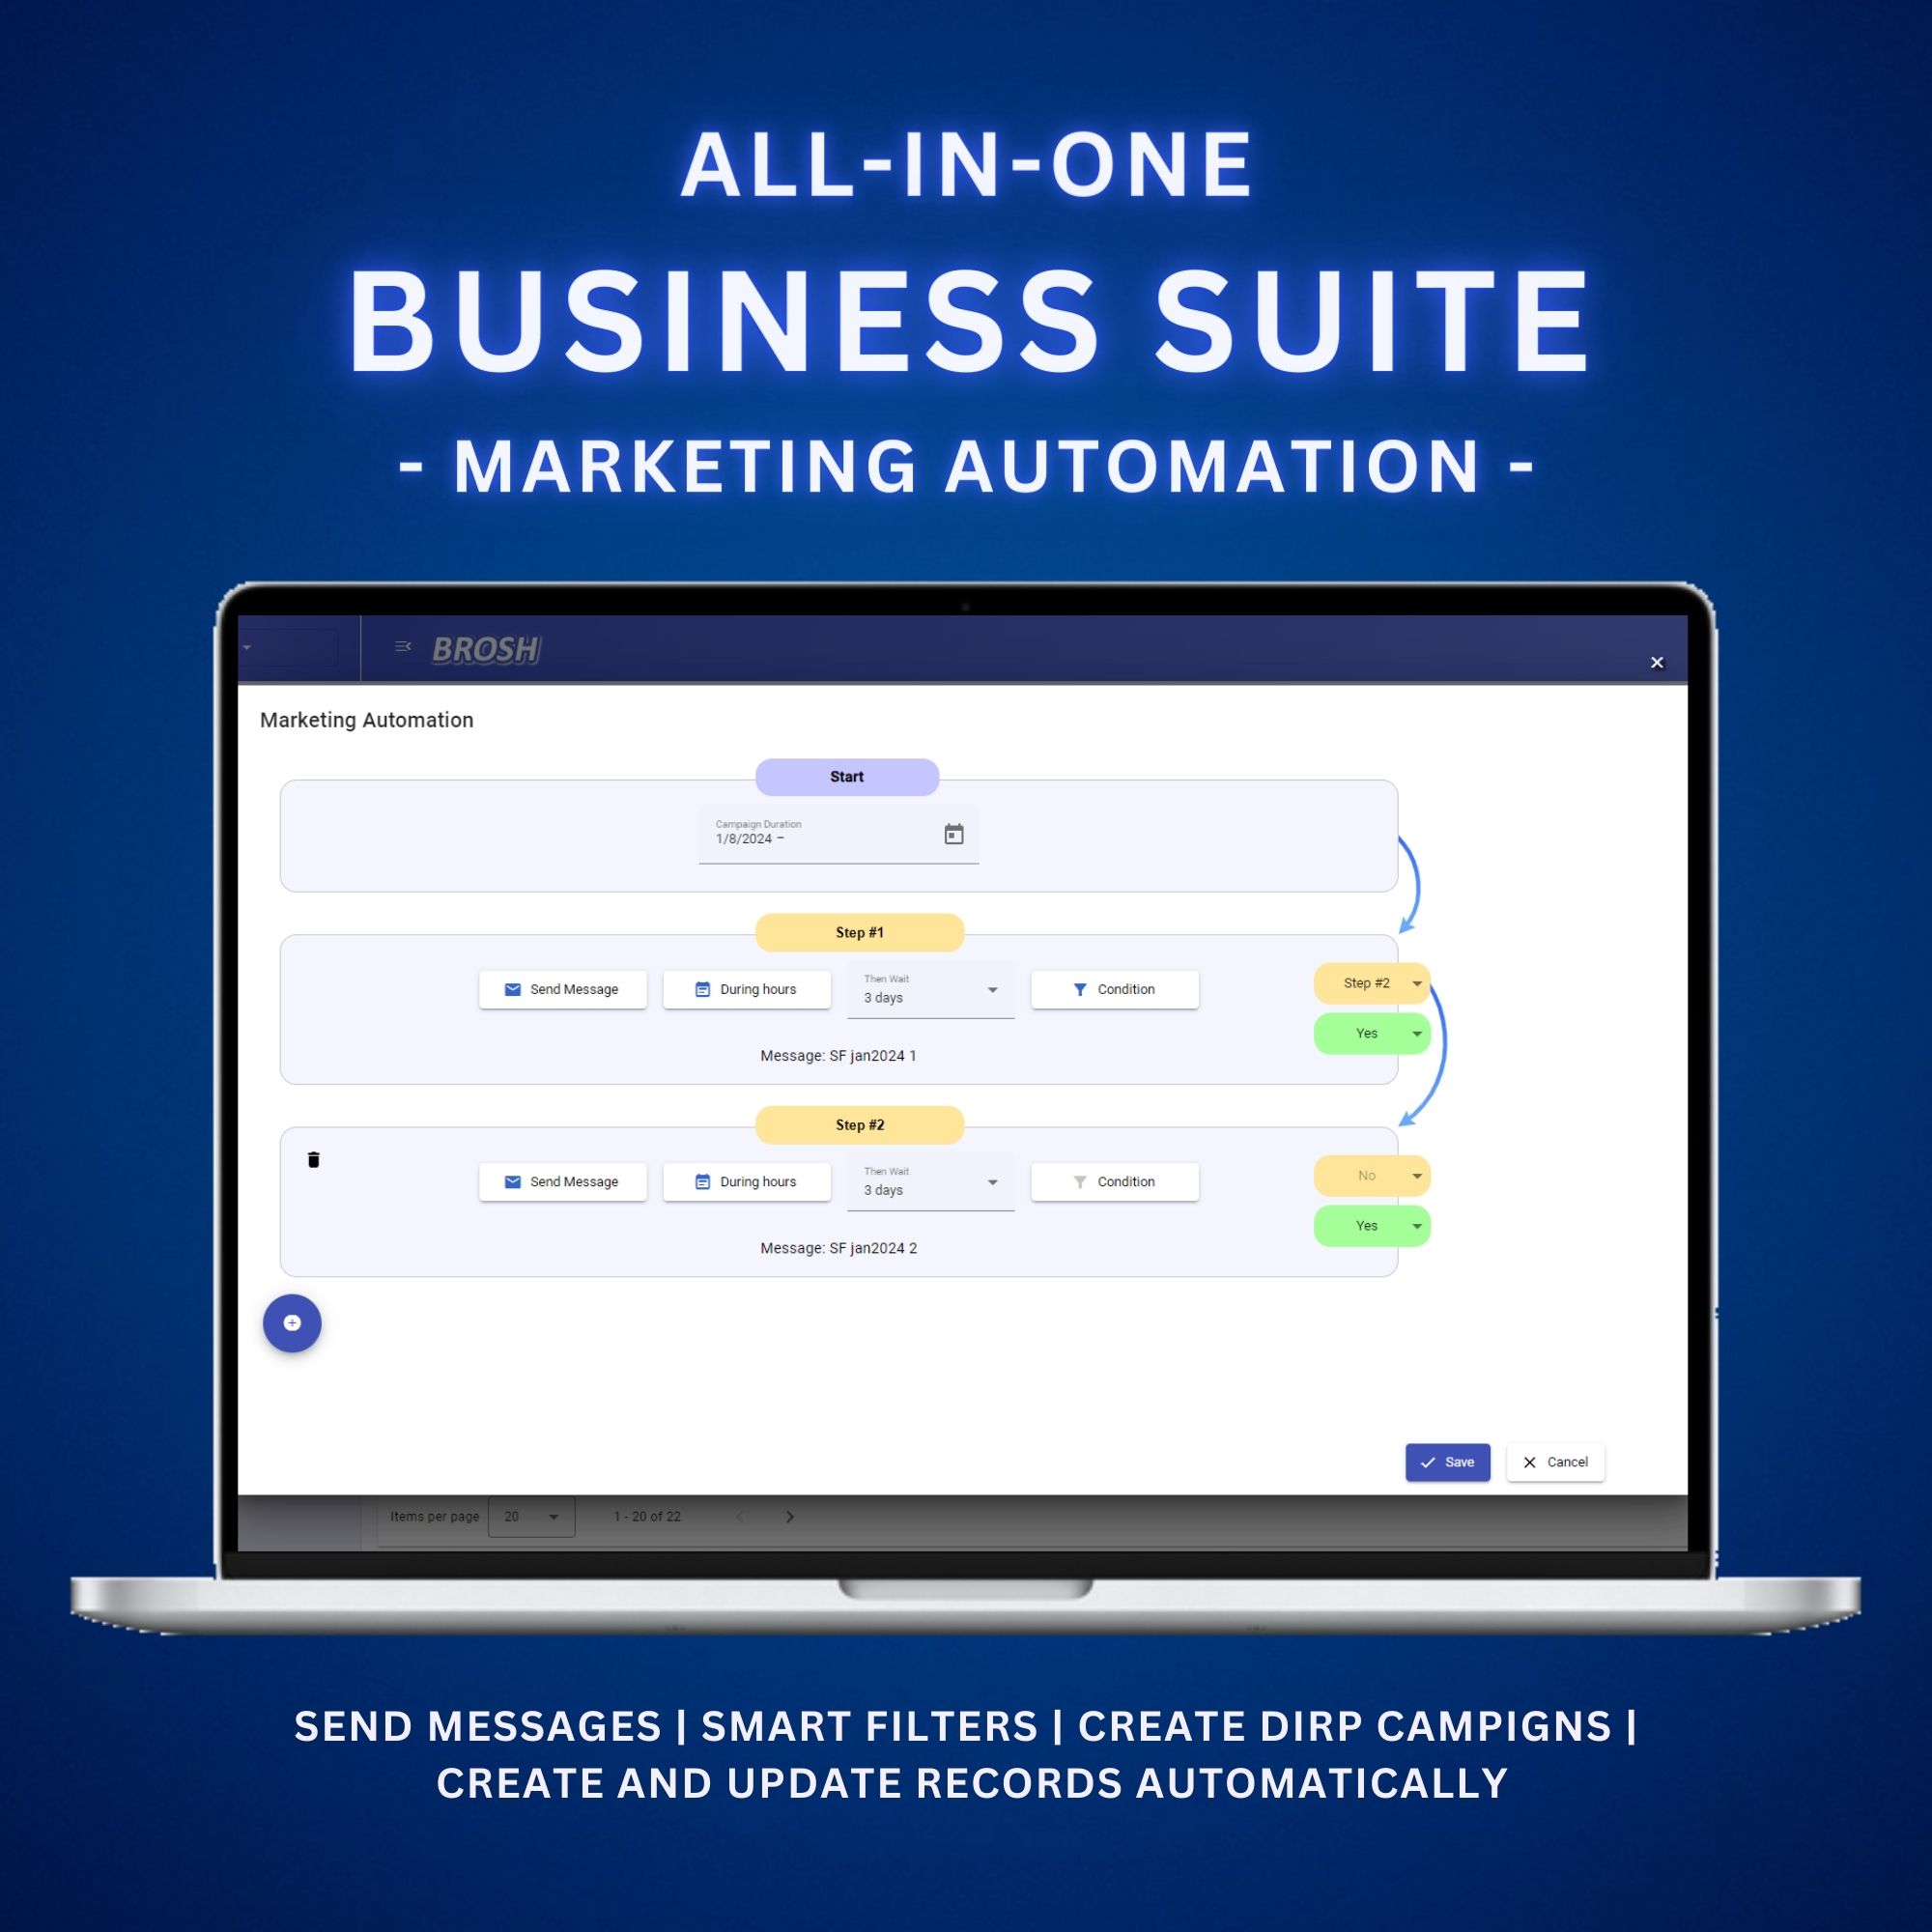 ALL-IN-ONE
BUSINESS SUITE
- MARKETING AUTOMATION -
BROSH
Marketing Automation
Start
Campaign Duration
1/8/2024 –
Step #1
Send Message During hours Then Wait 3 days Condition Step #2
Yes
Message: SF jan2024 1
Step #2
Send Message During hours Then Wait 3 days Condition No
Yes
Message: SF jan2024 2
Save Cancel
Items per page 20 1 - 20 of 22
SEND MESSAGES | SMART FILTERS | CREATE DIRP CAMPIGNS |
CREATE AND UPDATE RECORDS AUTOMATICALLY